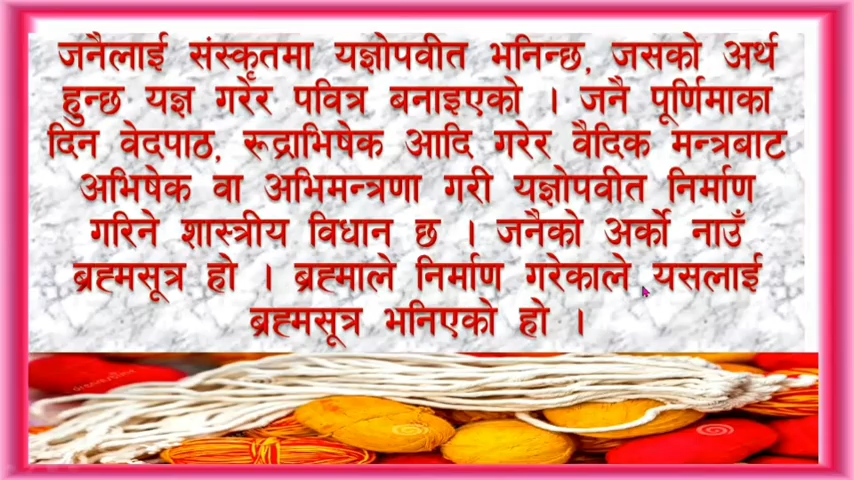 जनैलाई संस्कृतमा यज्ञोपवीत भनिन्छ, जसको अर्थ
हुन्छ यज्ञ गरेर पवित्र बनाइएको । जनै पूर्णिमाका
दिन वेदपाठ, रूद्राभिषेक आदि गरेर वैदिक मन्त्रबाट
अभिषेक वा अभिमन्त्रणा गरी यज्ञोपवीत निर्माण
गरिने शास्त्रीय विधान छ । जनैको अर्को नाउँ
ब्रह्मसूत्र हो । ब्रह्माले निर्माण गरेकाले यसलाई
ब्रह्मसूत्र भनिएको हो ।